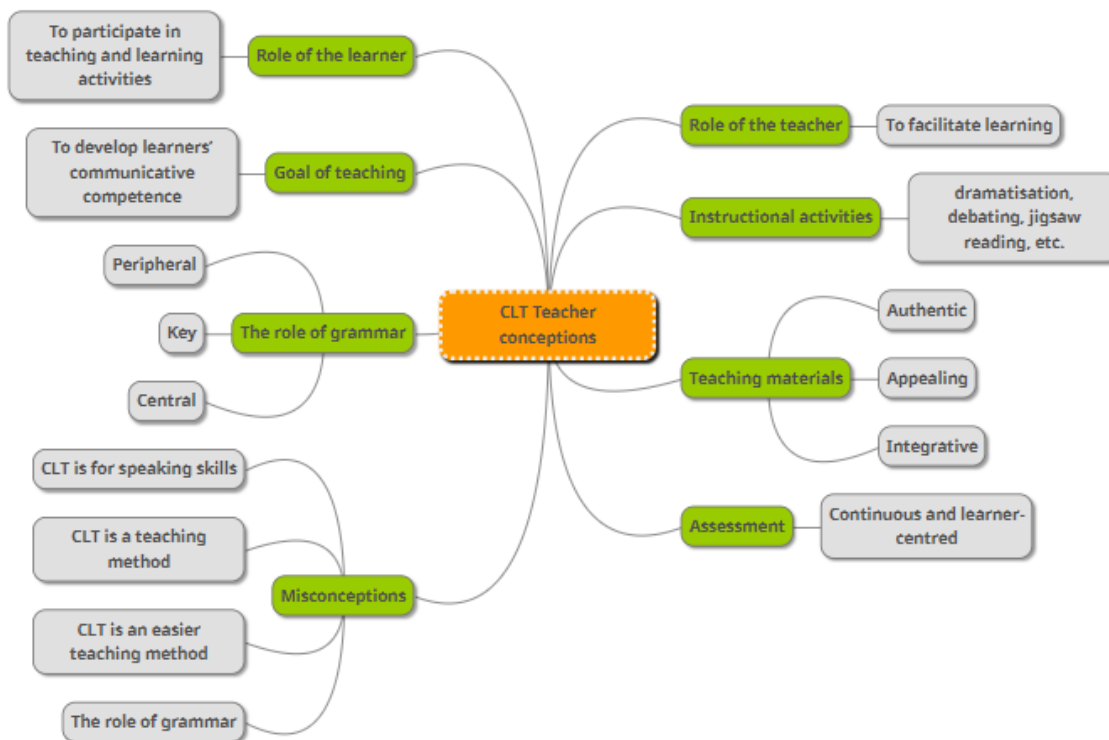 To participate in
teaching and learning
activities
Role of the learner
To develop learners'
communicative
competence
Goal of teaching
Peripheral
Key
Central
The role of grammar
CLT is for speaking skills
CLT is a teaching
method
CLT is an easier
teaching method
The role of grammar
Misconceptions
CLT Teacher
conceptions
Role of the teacher
To facilitate learning
Instructional activities
dramatisation,
debating, jigsaw
reading, etc.
Teaching materials
Authentic
Appealing
Integrative
Assessment
Continuous and learner-
centred